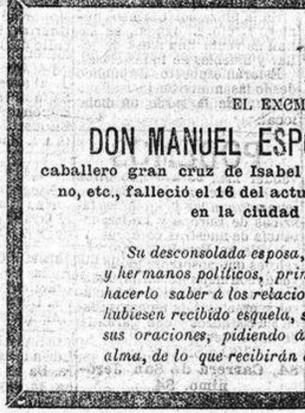 EL EXCM
DON MANUEL ESP
caballero gran cruz de Isabel
no, etc., falleció el 16 del actu
en la ciudad
Su desconsolada esposa,
y hermanos políticos, prin
hacerlo saber á los relacio
hubiesen recibido esquela, s
sus oraciones, pidiendo á
alma, de lo que recibirán